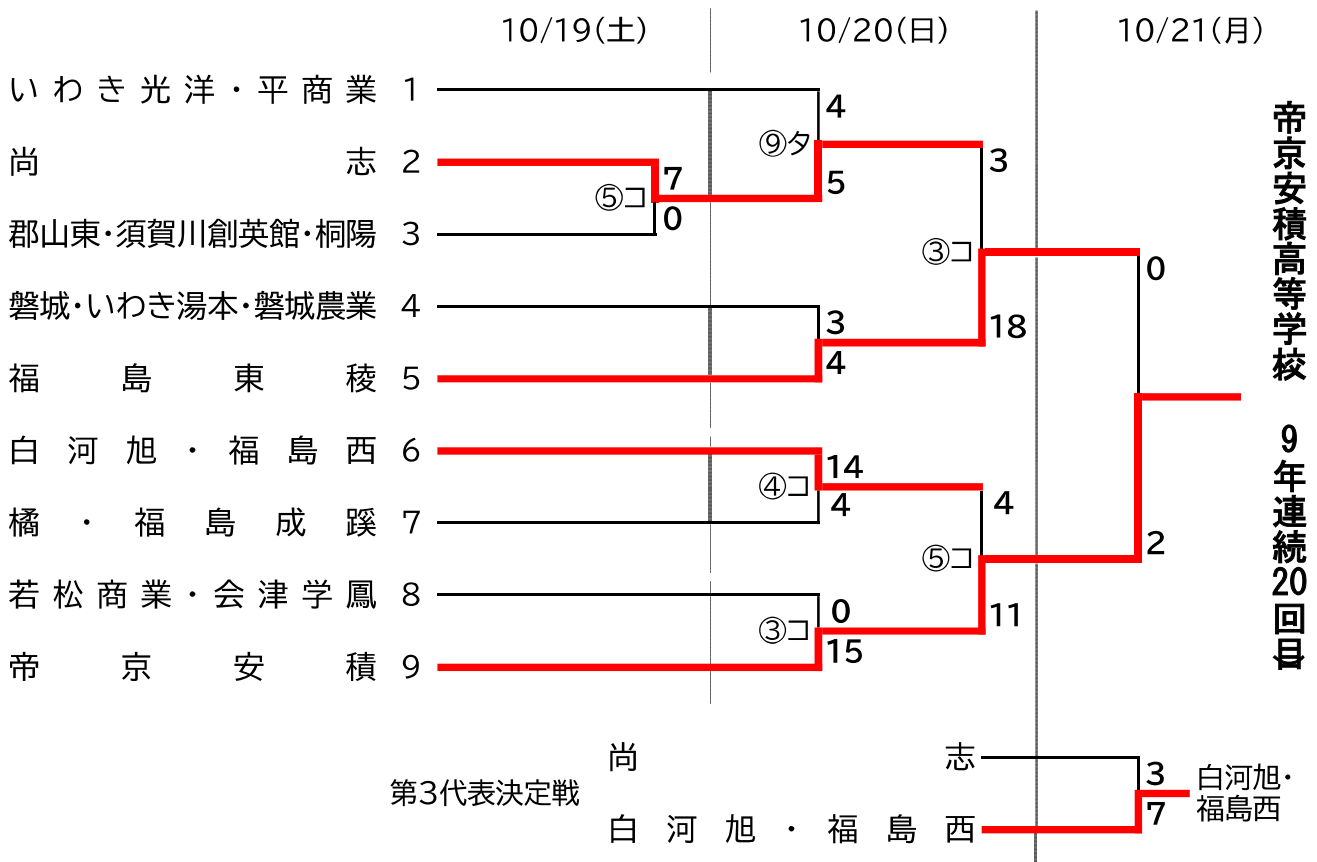 10/19(土) 10/20(日) 10/21(月)
いわき光洋・平商業 1
4
⑨タ
尚志 2
7
⑤コ
5
3
0
郡山東・須賀川創英館・桐陽 3
③コ
0
磐城・いわき湯本・磐城農業 4
3
18
4
福島東稜 5
白河旭・福島西 6
14
④コ
4
4
橘・福島成蹊 7
⑤コ
2
若松商業・会津学鳳 8
0
③コ
11
15
帝京安積 9
帝京安積高等学校 9年連続20回目
第3代表決定戦
尚志
3
白河旭・
福島西
7
白河旭・福島西